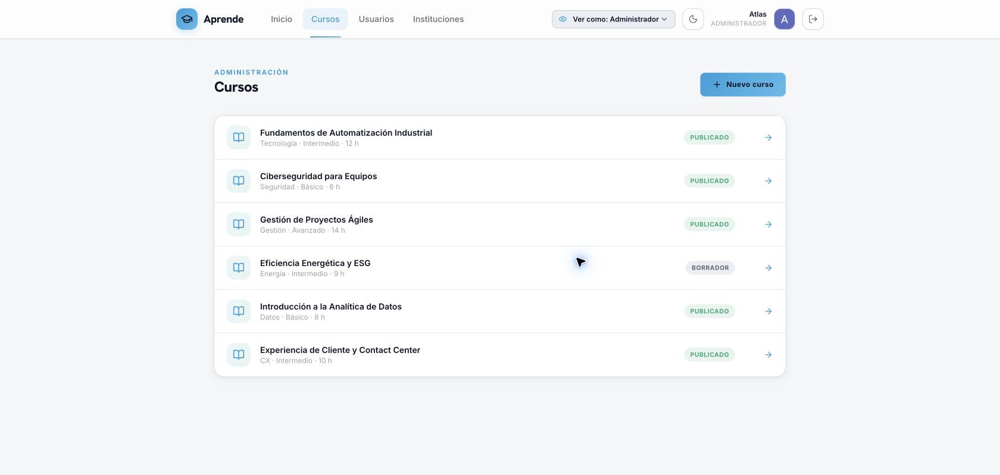 Aprende
Inicio
Cursos
Usuarios
Instituciones
Ver como: Administrador
Atlas
ADMINISTRADOR
A
ADMINISTRACIÓN
Cursos
Nuevo curso
Fundamentos de Automatización Industrial
Tecnología · Intermedio · 12 h
PUBLICADO
Ciberseguridad para Equipos
Seguridad · Básico · 6 h
PUBLICADO
Gestión de Proyectos Ágiles
Gestión · Avanzado · 14 h
PUBLICADO
Eficiencia Energética y ESG
Energía · Intermedio · 9 h
BORRADOR
Introducción a la Analítica de Datos
Datos · Básico · 8 h
PUBLICADO
Experiencia de Cliente y Contact Center
CX · Intermedio · 10 h
PUBLICADO